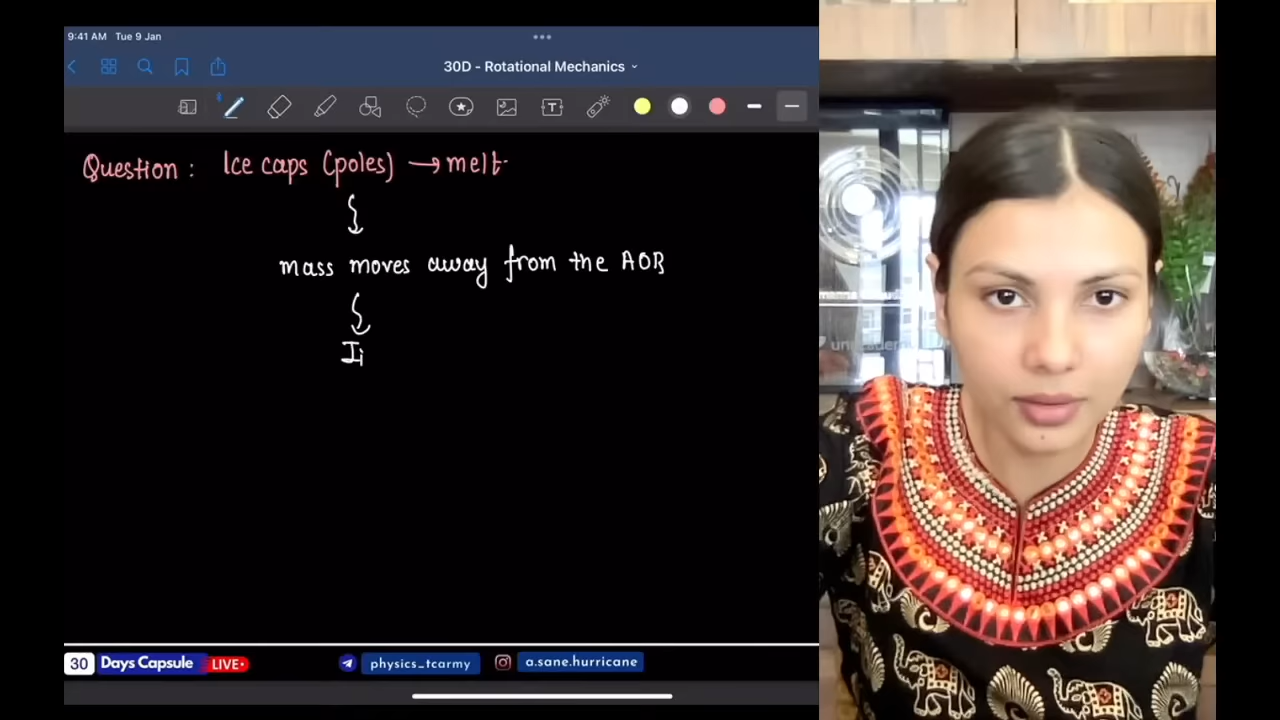 9:41 AM Tue 9 Jan
30D - Rotational Mechanics
Question : Ice caps (poles) → melt
mass moves away from the AOR
Ii
30 Days Capsule LIVE
physics_tcarmy
a.sane.hurricane